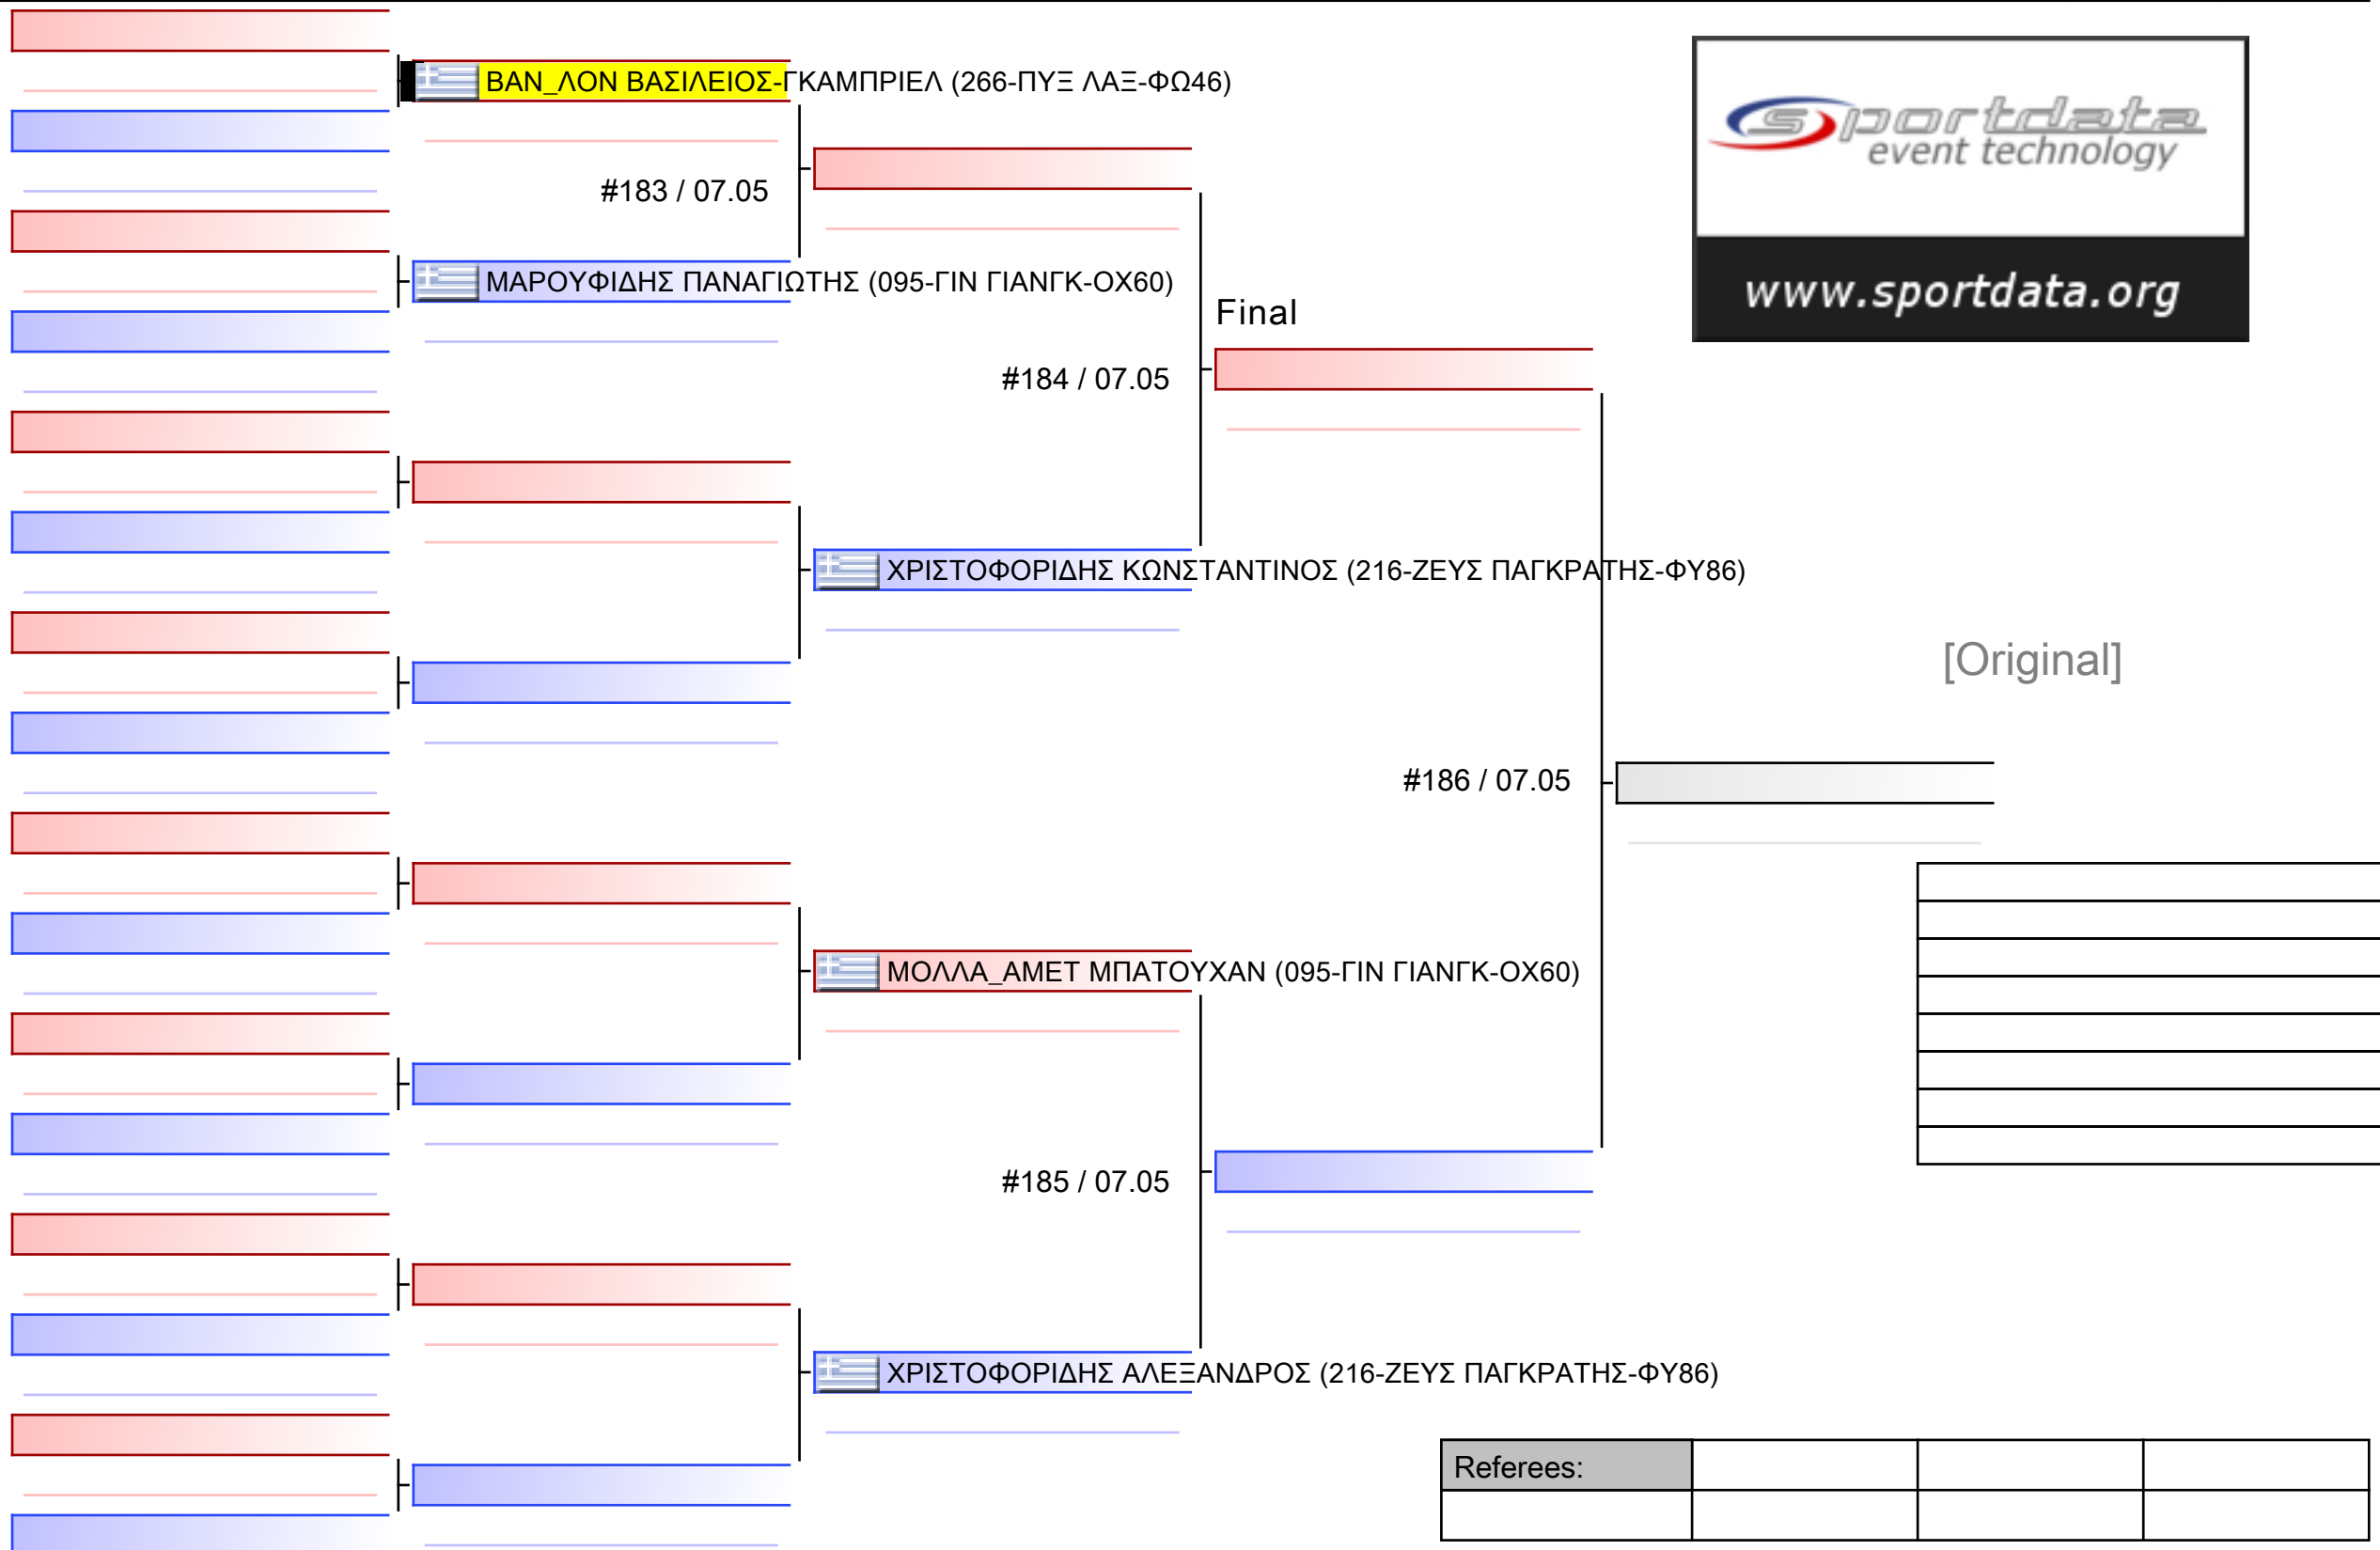 ΒΑΝ_ΛΟΝ ΒΑΣΙΛΕΙΟΣ-ΓΚΑΜΠΡΙΕΛ (266-ΠΥΞ ΛΑΞ-ΦΩ46)
sportdata
event technology
#183 / 07.05
ΜΑΡΟΥΦΙΔΗΣ ΠΑΝΑΓΙΩΤΗΣ (095-ΓΙΝ ΓΙΑΝΓΚ-ΟΧ60)
www.sportdata.org
Final
#184 / 07.05
ΧΡΙΣΤΟΦΟΡΙΔΗΣ ΚΩΝΣΤΑΝΤΙΝΟΣ (216-ΖΕΥΣ ΠΑΓΚΡΑΤΗΣ-ΦΥ86)
[Original]
#186 / 07.05
ΜΟΛΛΑ_ΑΜΕΤ ΜΠΑΤΟΥΧΑΝ (095-ΓΙΝ ΓΙΑΝΓΚ-ΟΧ60)
#185 / 07.05
ΧΡΙΣΤΟΦΟΡΙΔΗΣ ΑΛΕΞΑΝΔΡΟΣ (216-ΖΕΥΣ ΠΑΓΚΡΑΤΗΣ-ΦΥ86)
Referees: